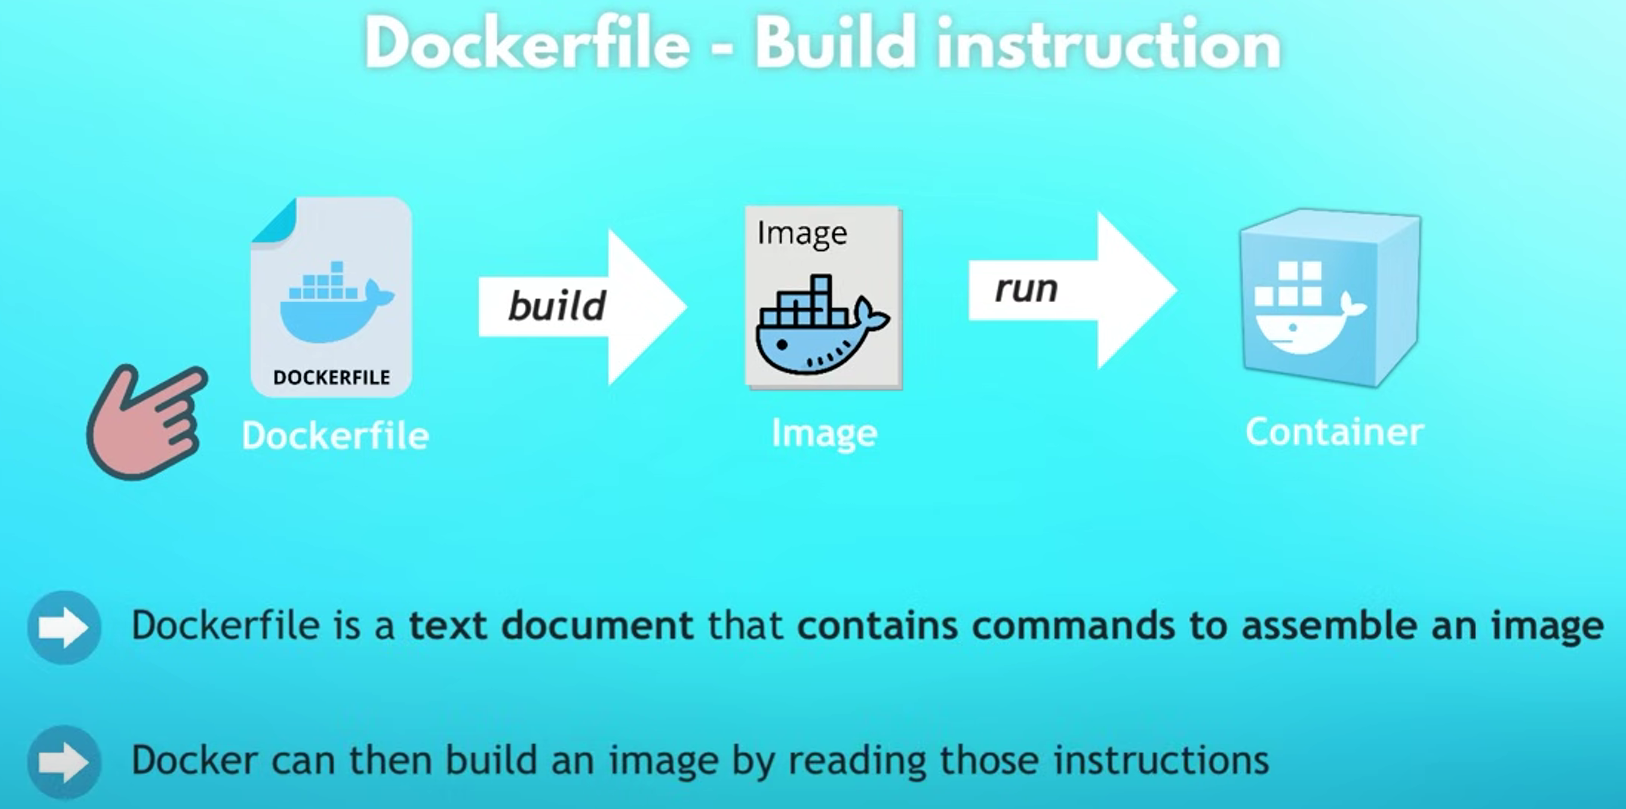 Dockerfile - Build instruction
DOCKERFILE
build
Image
run
Dockerfile
Image
Container
Dockerfile is a text document that contains commands to assemble an image
Docker can then build an image by reading those instructions